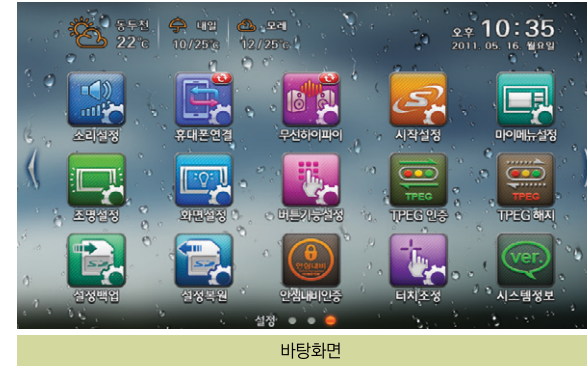 동두천 내일 모레 오후 10:35
22℃ 10/25℃ 12/25℃ 2011. 05. 16. 월요일
소리설정 휴대폰연결 무선하이파이 시작설정 마이메뉴설정
TPEG TPEG
조명설정 화면설정 버튼기능설정 TPEG 인증 TPEG 해지
안심내비 ver.
설정백업 설정복원 안심내비인증 터치조정 시스템정보
설정
바탕화면